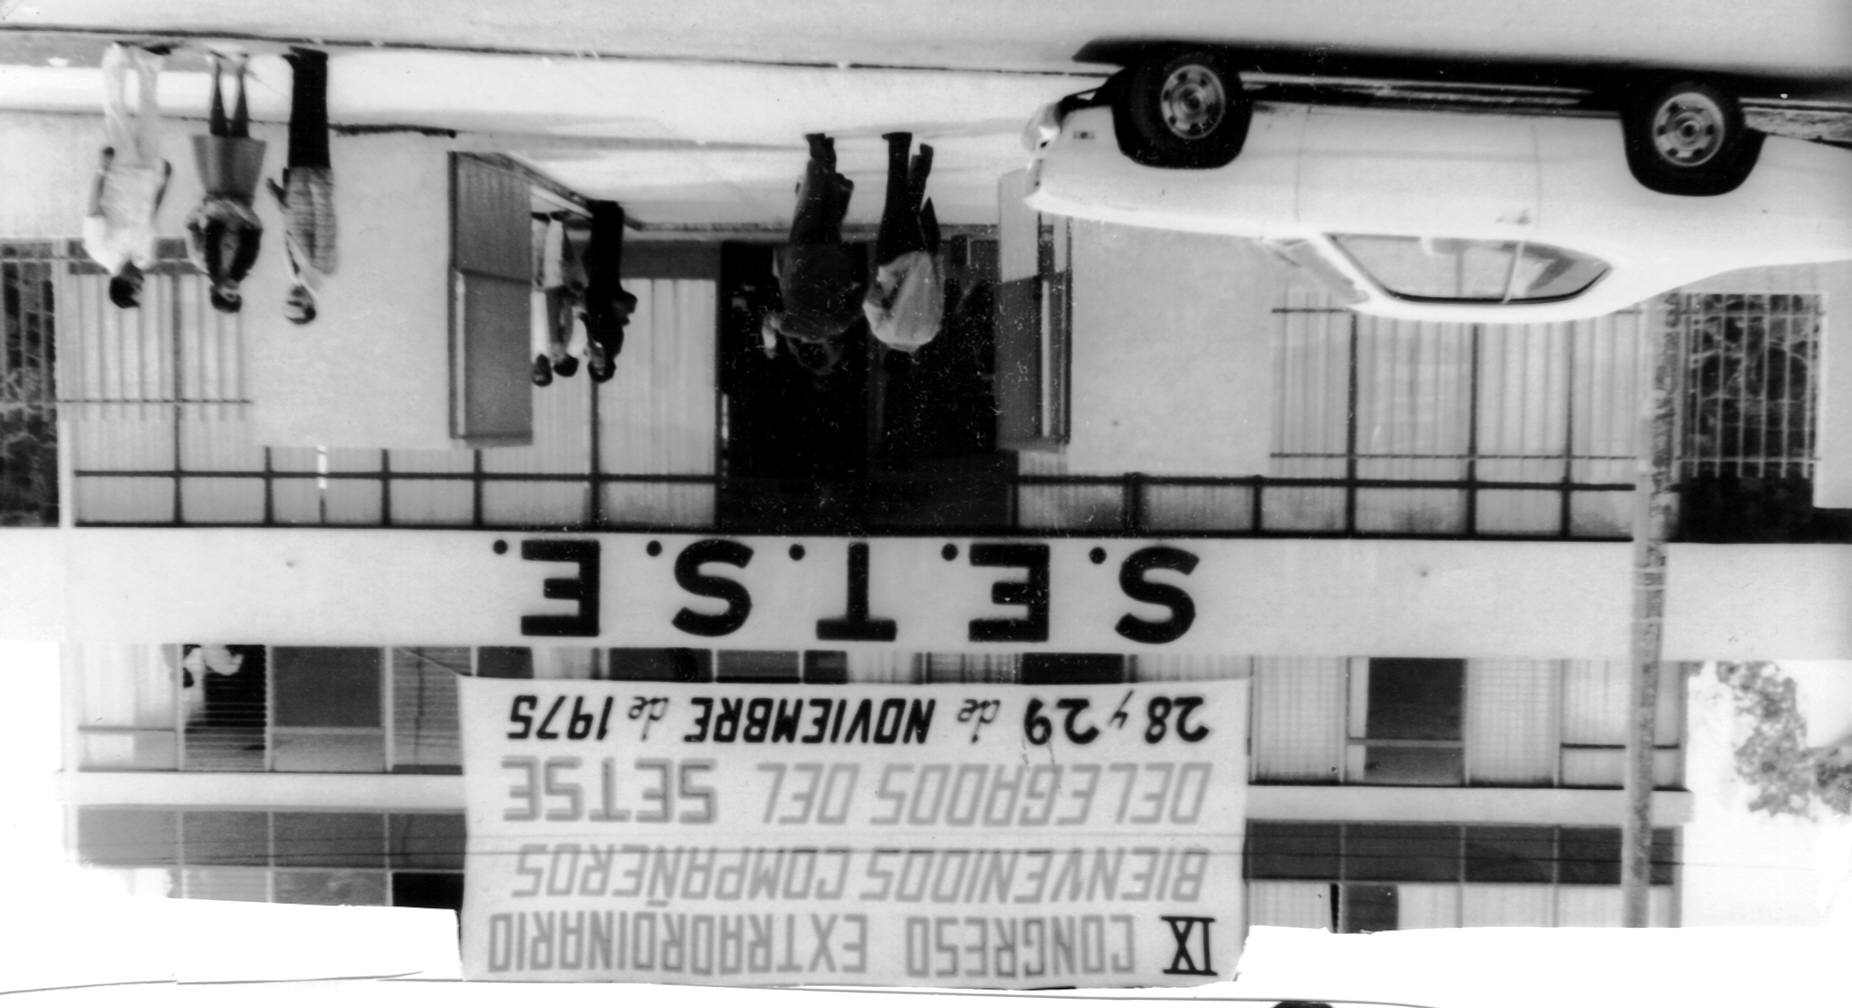 IX CONGRESO EXTRAORDINARIO
BIENVENIDOS COMPAÑEROS
DELEGADOS DEL SETSE
28 y 29 de NOVIEMBRE de 1975
S.E.T.S.E.